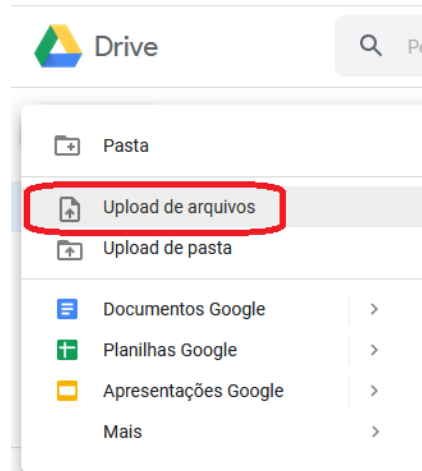 Drive
Pasta
Upload de arquivos
Upload de pasta
Documentos Google
Planilhas Google
Apresentações Google
Mais